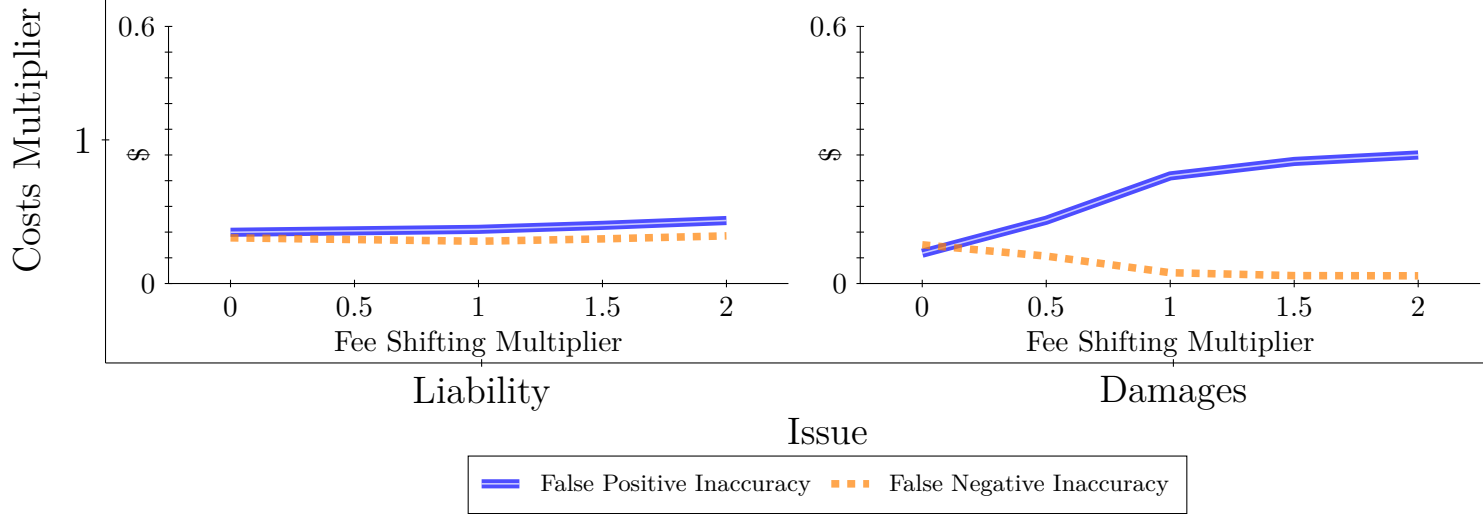 Costs Multiplier
1
0.6
$
0
0 0.5 1 1.5 2
Fee Shifting Multiplier
Liability
0.6
$
0
0 0.5 1 1.5 2
Fee Shifting Multiplier
Damages
Issue
False Positive Inaccuracy
False Negative Inaccuracy